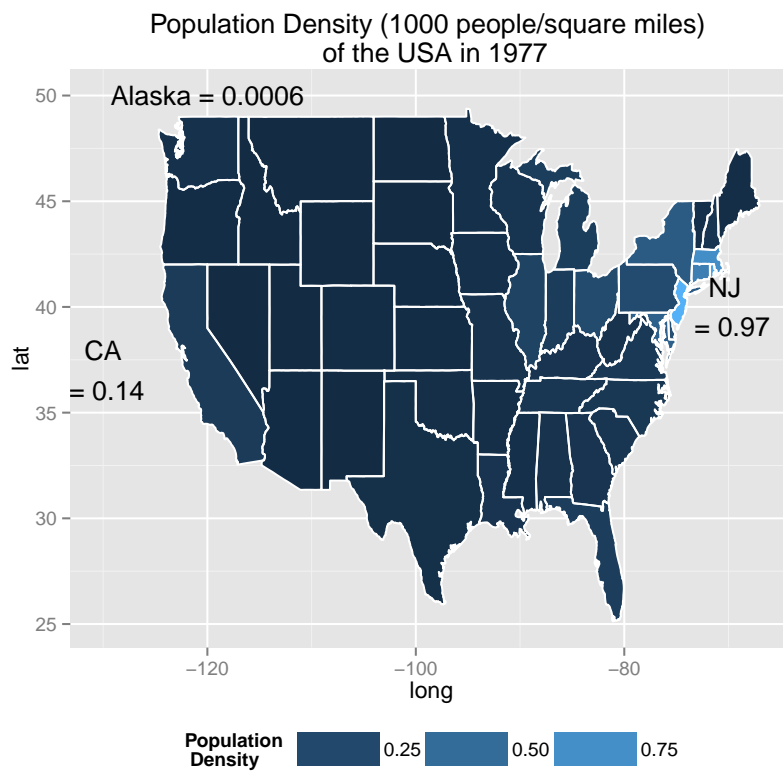 Population Density (1000 people/square miles)
of the USA in 1977
Alaska = 0.0006
NJ
= 0.97
CA
= 0.14
lat
50
45
40
35
30
25
−120
−100
−80
long
Population
Density
0.25
0.50
0.75